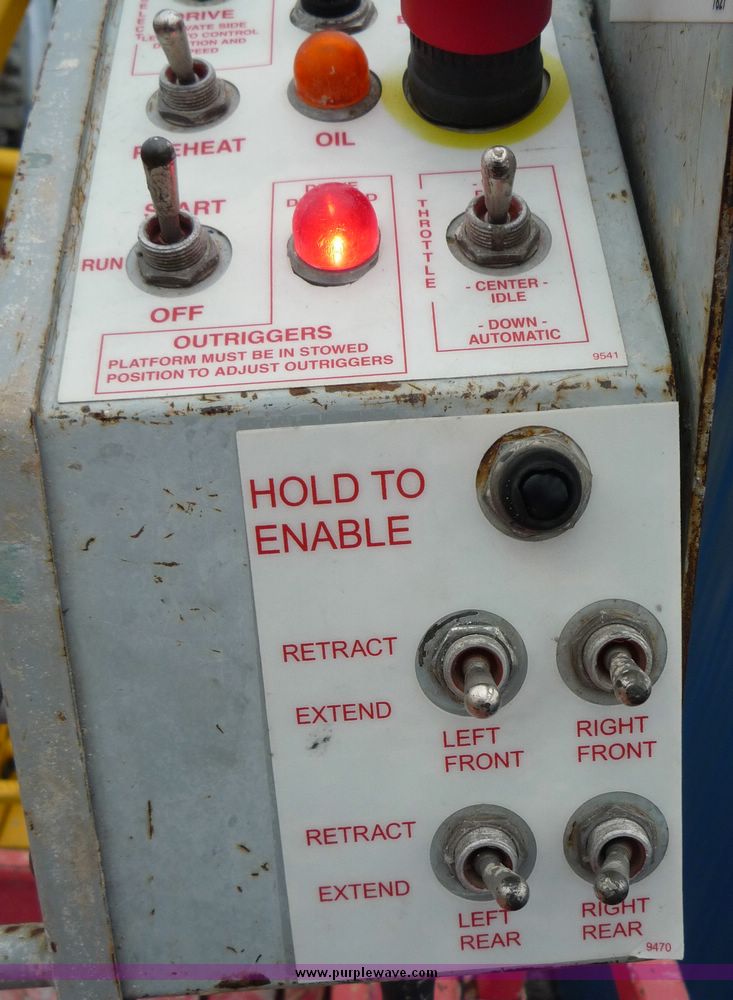 DRIVE
CONTROL
AND
OIL
RUN
OFF
THROTTLE
- CENTER -
IDLE
- DOWN -
AUTOMATIC
OUTRIGGERS
PLATFORM MUST BE IN STOWED
POSITION TO ADJUST OUTRIGGERS
9541
HOLD TO
ENABLE
RETRACT
EXTEND
LEFT
FRONT
RIGHT
FRONT
RETRACT
EXTEND
LEFT
REAR
RIGHT
REAR
9470
www.purplewave.com